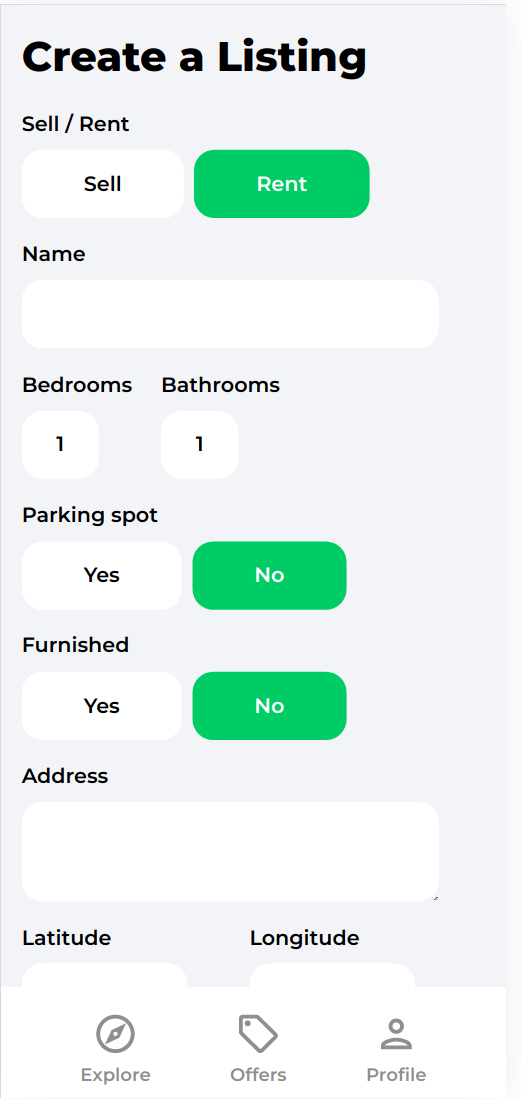 Create a Listing
Sell / Rent
Sell Rent
Name
Bedrooms Bathrooms
1 1
Parking spot
Yes No
Furnished
Yes No
Address
Latitude Longitude
Explore Offers Profile